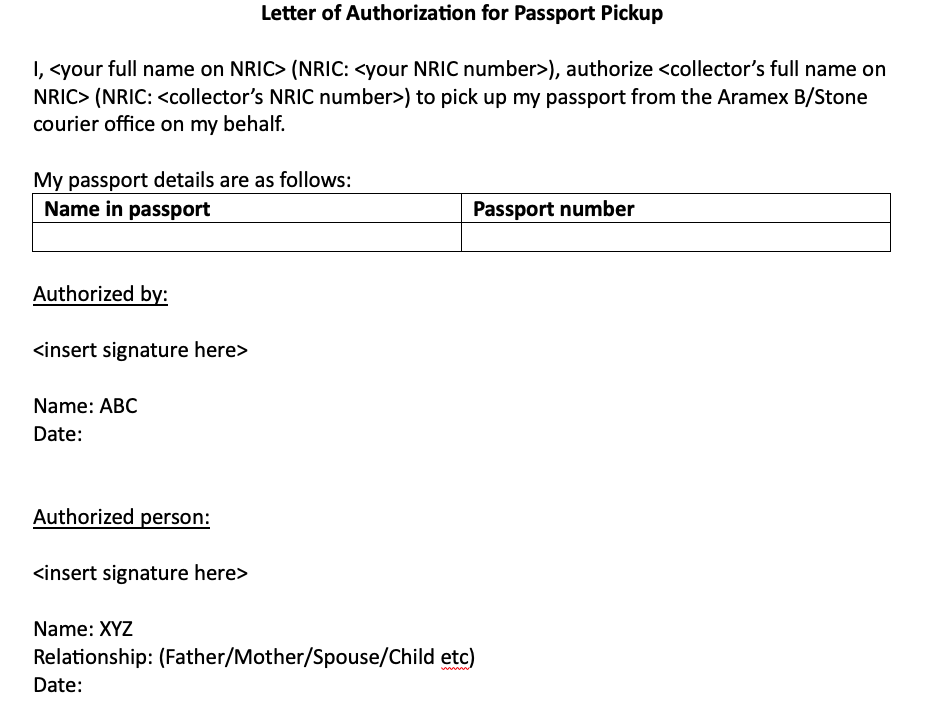 Letter of Authorization for Passport Pickup
I, <your full name on NRIC> (NRIC: <your NRIC number>), authorize <collector’s full name on
NRIC> (NRIC: <collector’s NRIC number>) to pick up my passport from the Aramex B/Stone
courier office on my behalf.
My passport details are as follows:
Name in passport Passport number
Authorized by:
<insert signature here>
Name: ABC
Date:
Authorized person:
<insert signature here>
Name: XYZ
Relationship: (Father/Mother/Spouse/Child etc)
Date: